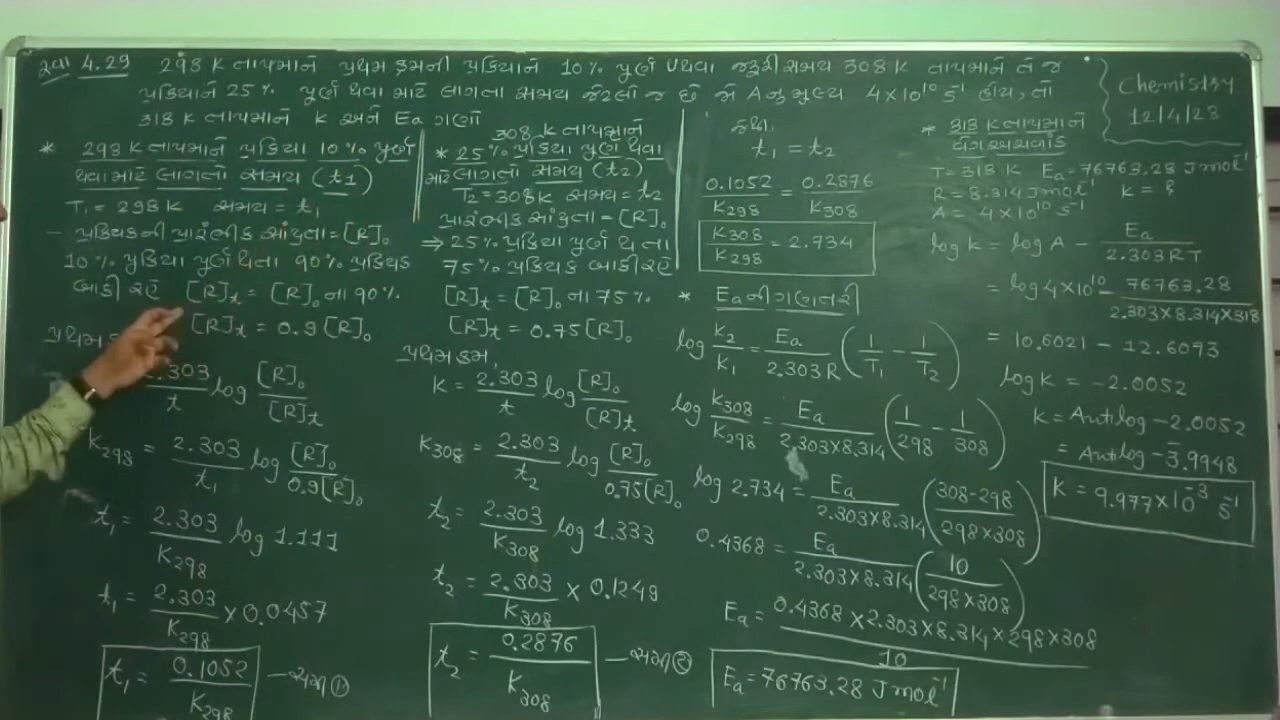 સ્વા 4.29 298 K તાપમાને પ્રથમ ક્રમની પ્રક્રિયાને 10% પૂર્ણ થવા જરૂરી સમય 308 K તાપમાને તે જ
પ્રક્રિયાને 25% પૂર્ણ થવા માટે લાગતા સમય જેટલો જ છે જો A નુ મૂલ્ય 4×10¹⁰ s⁻¹ હોય, તો
318 K તાપમાને k અને Ea ગણો
Chemistry
12/4/23
* 298 K તાપમાને પ્રક્રિયા 10% પૂર્ણ
થવા માટે લાગતો સમય (t1)
T₁ = 298 K સમય = t₁
– પ્રક્રિયકની પ્રારંભીક સાંદ્રતા = [R]₀
10% પ્રક્રિયા પૂર્ણ થતા 90% પ્રક્રિયક
બાકી રહે [R]t = [R]₀ ના 90%
[R]t = 0.9 [R]₀
2.303/t log [R]₀/[R]t
K298 = 2.303/t₁ log [R]₀/0.9[R]₀
t₁ = 2.303/K298 log 1.111
t₁ = 2.303/K298 × 0.0457
t₁ = 0.1052/K298 — સમી ①
308 K તાપમાને
* 25% પ્રક્રિયા પૂર્ણ થવા
માટે લાગતો સમય (t₂)
T₂ = 308K સમય = t₂
પ્રારંભીક સાંદ્રતા = [R]₀
⇒ 25% પ્રક્રિયા પૂર્ણ થતા
75% પ્રક્રિયક બાકી રહે
[R]t = [R]₀ ના 75%
[R]t = 0.75 [R]₀
પ્રથમ ક્રમ
K = 2.303/t log [R]₀/[R]t
K308 = 2.303/t₂ log [R]₀/0.75[R]₀
t₂ = 2.303/K308 log 1.333
t₂ = 2.303/K308 × 0.1249
t₂ = 0.2876/K308 — સમી ②
t₁ = t₂
0.1052/K298 = 0.2876/K308
K308/K298 = 2.734
* Ea ની ગણતરી
log K2/K1 = Ea/2.303 R (1/T1 - 1/T2)
log K308/K298 = Ea/2.303×8.314 (1/298 - 1/308)
log 2.734 = Ea/2.303×8.314 (308-298/298×308)
0.4368 = Ea/2.303×8.314 (10/298×308)
Ea = 0.4368 × 2.303×8.314×298×308/10
Ea = 76763.28 J mol⁻¹
* 318 K તાપમાને
વેગ અચળાંક
T = 318 K Ea = 76763.28 J mol⁻¹
R = 8.314 J mol⁻¹ K = ?
A = 4×10¹⁰ s⁻¹
log K = log A - Ea/2.303 RT
= log 4×10¹⁰ - 76763.28/2.303×8.314×318
= 10.6021 - 12.6073
log K = -2.0052
K = Antilog -2.0052
= Antilog -3̄.9948
K = 9.977×10⁻³ s⁻¹